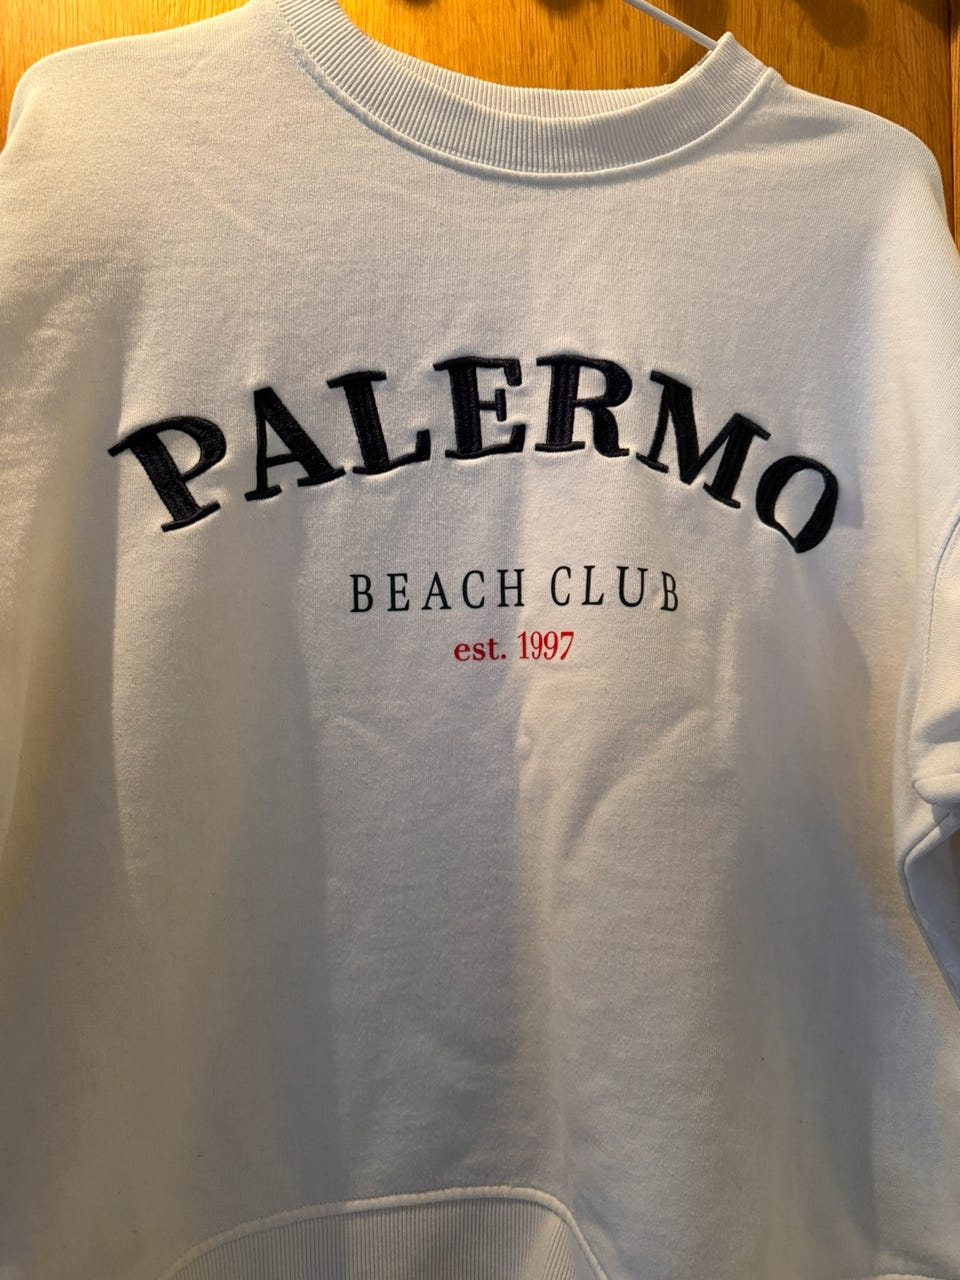 PALERMO
BEACH CLUB
est. 1997